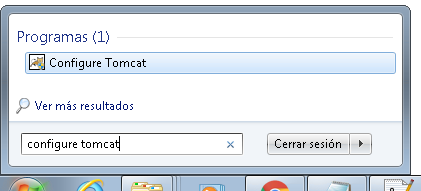 Programas (1)
Configure Tomcat
Ver más resultados
configure tomcat
Cerrar sesión